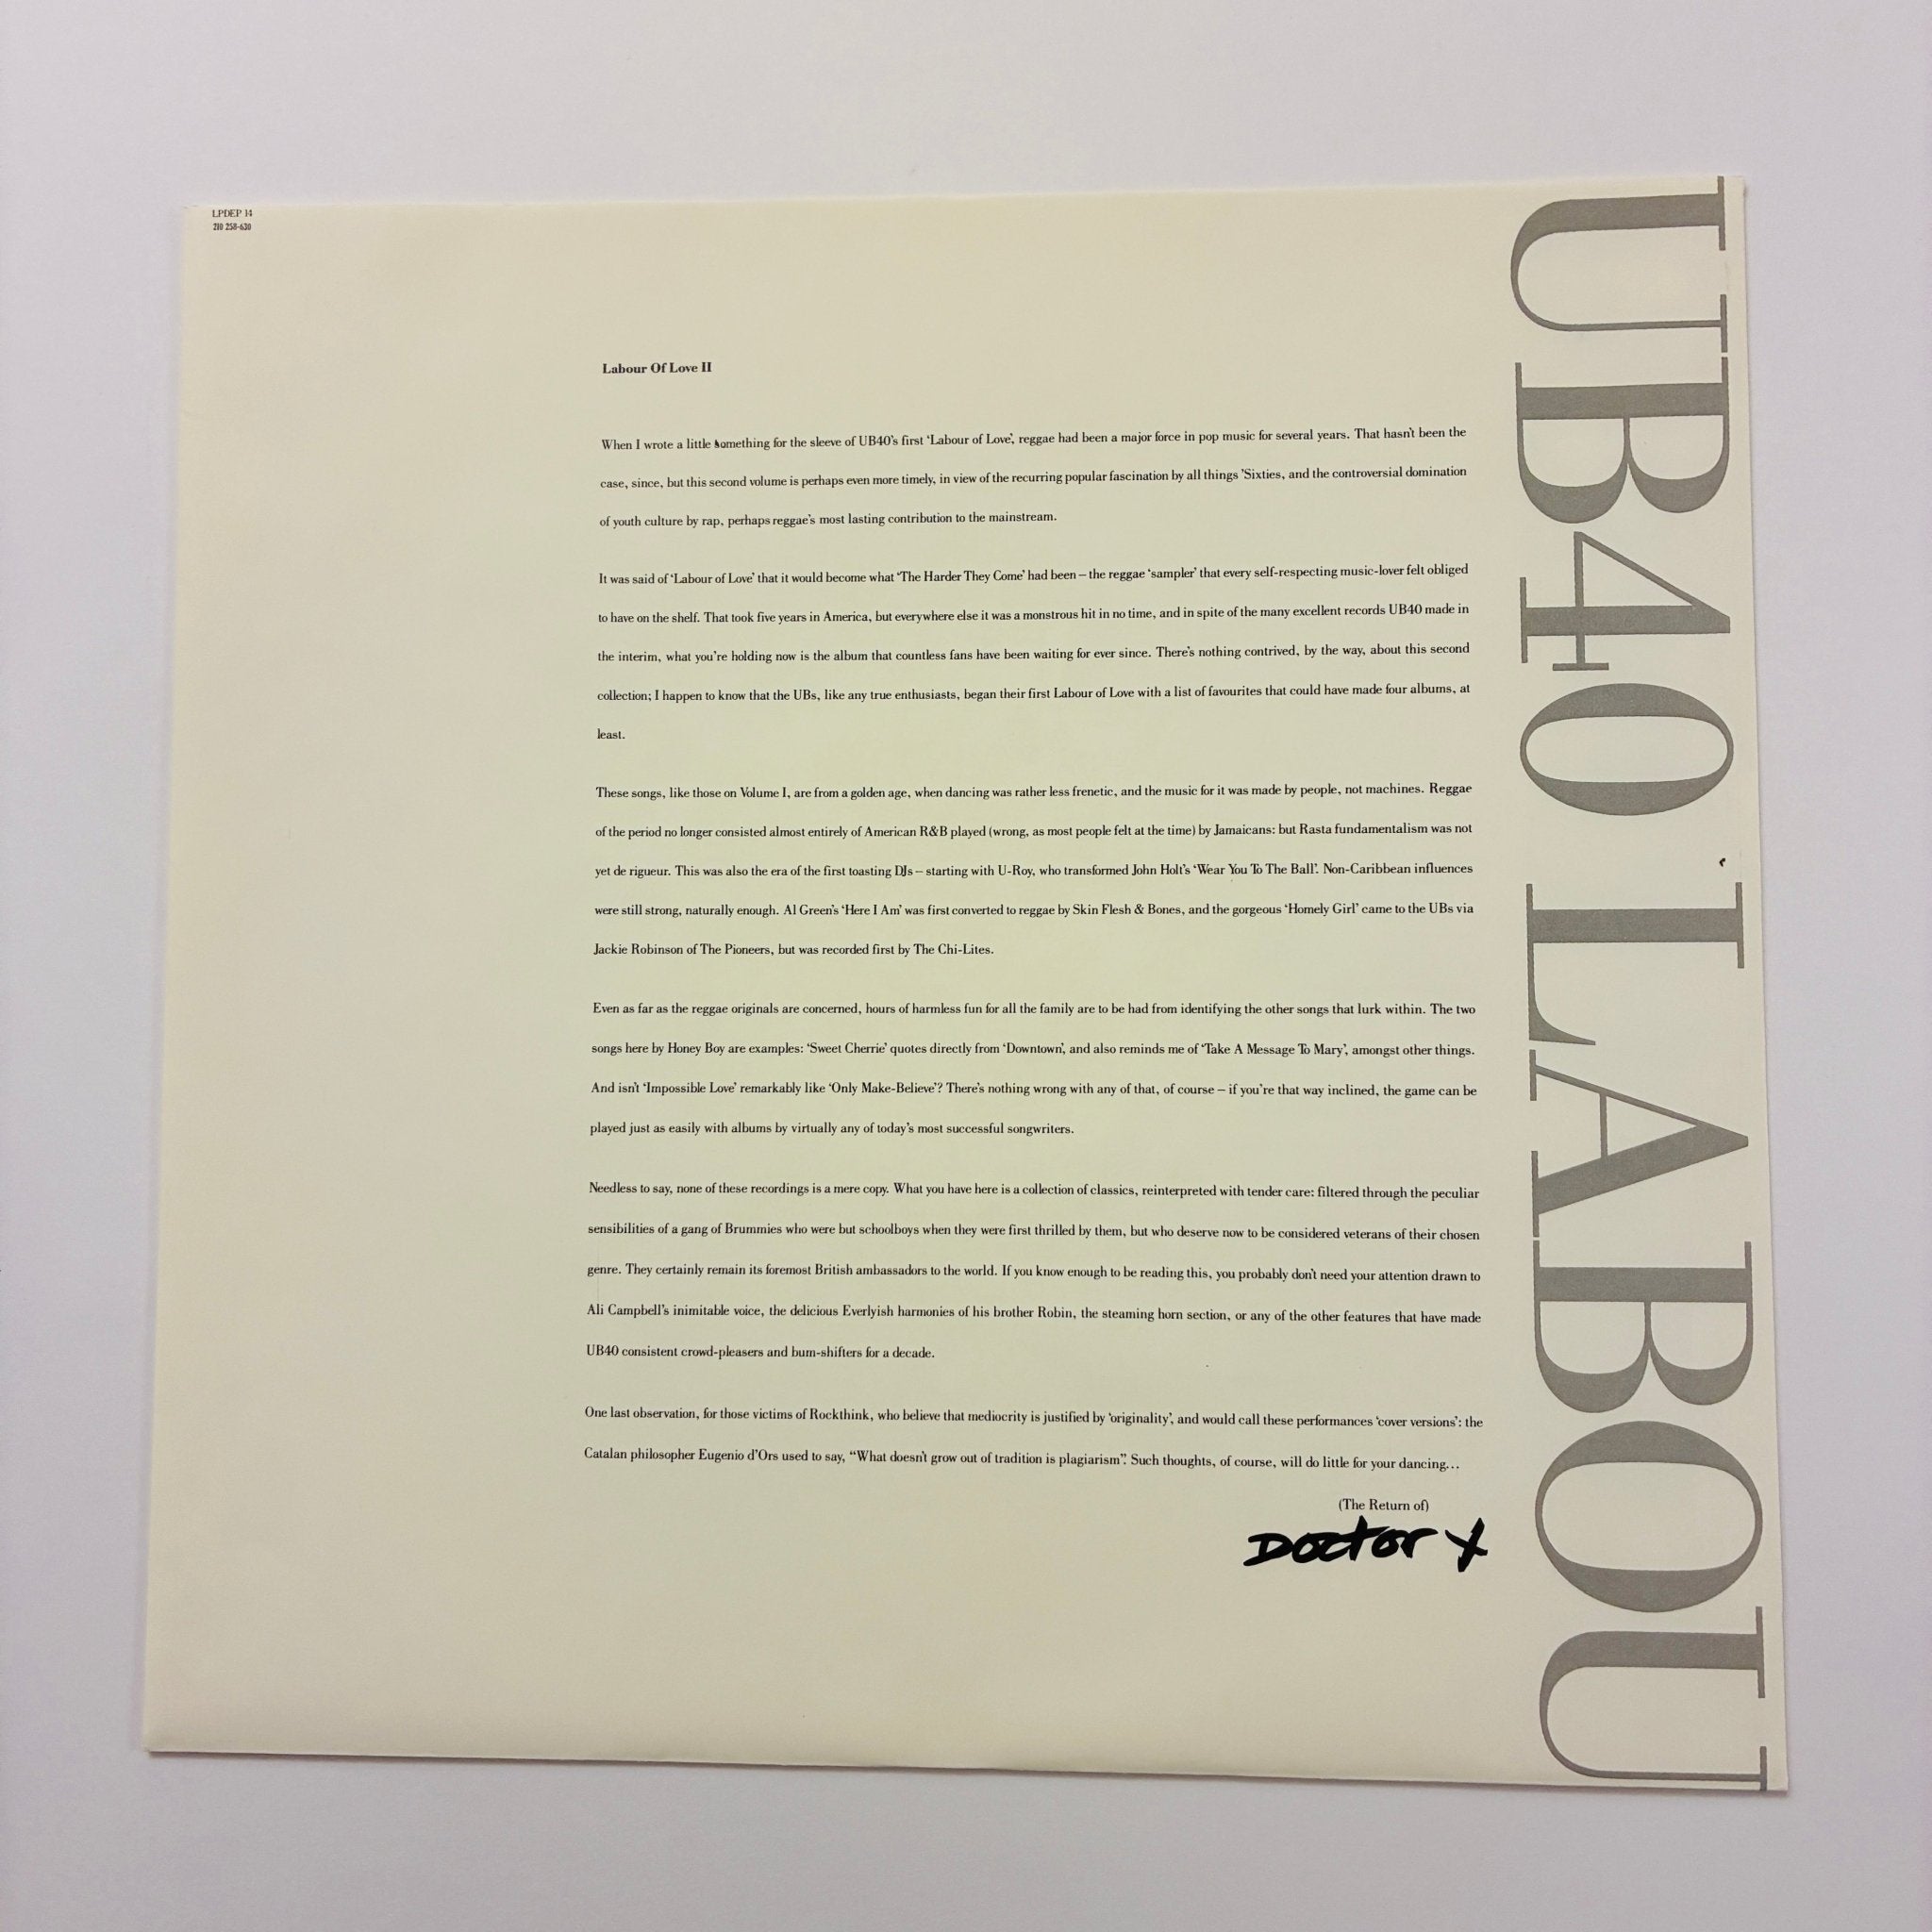 LPDEP 14
210 258-630
Labour Of Love II
When I wrote a little something for the sleeve of UB40's first ‘Labour of Love’, reggae had been a major force in pop music for several years. That hasn't been the
case, since, but this second volume is perhaps even more timely, in view of the recurring popular fascination by all things 'Sixties, and the controversial domination
of youth culture by rap, perhaps reggae's most lasting contribution to the mainstream.
It was said of ‘Labour of Love’ that it would become what ‘The Harder They Come’ had been – the reggae ‘sampler’ that every self-respecting music-lover felt obliged
to have on the shelf. That took five years in America, but everywhere else it was a monstrous hit in no time, and in spite of the many excellent records UB40 made in
the interim, what you're holding now is the album that countless fans have been waiting for ever since. There's nothing contrived, by the way, about this second
collection; I happen to know that the UBs, like any true enthusiasts, began their first Labour of Love with a list of favourites that could have made four albums, at
least.
These songs, like those on Volume I, are from a golden age, when dancing was rather less frenetic, and the music for it was made by people, not machines. Reggae
of the period no longer consisted almost entirely of American R&B played (wrong, as most people felt at the time) by Jamaicans: but Rasta fundamentalism was not
yet de rigueur. This was also the era of the first toasting DJs – starting with U-Roy, who transformed John Holt's ‘Wear You To The Ball’. Non-Caribbean influences
were still strong, naturally enough. Al Green's ‘Here I Am’ was first converted to reggae by Skin Flesh & Bones, and the gorgeous ‘Homely Girl’ came to the UBs via
Jackie Robinson of The Pioneers, but was recorded first by The Chi-Lites.
Even as far as the reggae originals are concerned, hours of harmless fun for all the family are to be had from identifying the other songs that lurk within. The two
songs here by Honey Boy are examples: ‘Sweet Cherrie’ quotes directly from ‘Downtown’, and also reminds me of ‘Take A Message To Mary’, amongst other things.
And isn't ‘Impossible Love’ remarkably like ‘Only Make-Believe’? There's nothing wrong with any of that, of course – if you're that way inclined, the game can be
played just as easily with albums by virtually any of today's most successful songwriters.
Needless to say, none of these recordings is a mere copy. What you have here is a collection of classics, reinterpreted with tender care: filtered through the peculiar
sensibilities of a gang of Brummies who were but schoolboys when they were first thrilled by them, but who deserve now to be considered veterans of their chosen
genre. They certainly remain its foremost British ambassadors to the world. If you know enough to be reading this, you probably don't need your attention drawn to
Ali Campbell's inimitable voice, the delicious Everlyish harmonies of his brother Robin, the steaming horn section, or any of the other features that have made
UB40 consistent crowd-pleasers and bum-shifters for a decade.
One last observation, for those victims of Rockthink, who believe that mediocrity is justified by ‘originality’, and would call these performances ‘cover versions’: the
Catalan philosopher Eugenio d'Ors used to say, “What doesn't grow out of tradition is plagiarism”. Such thoughts, of course, will do little for your dancing...
(The Return of)
Doctor X
UB40 LABOU